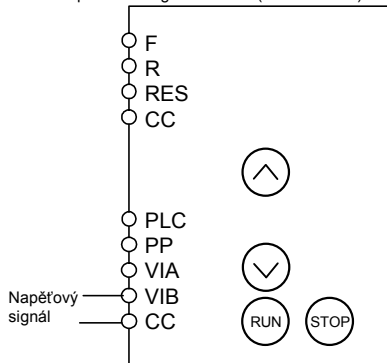 F
R
RES
CC
PLC
PP
VIA
Napěťový
signál
VIB
CC
RUN
STOP